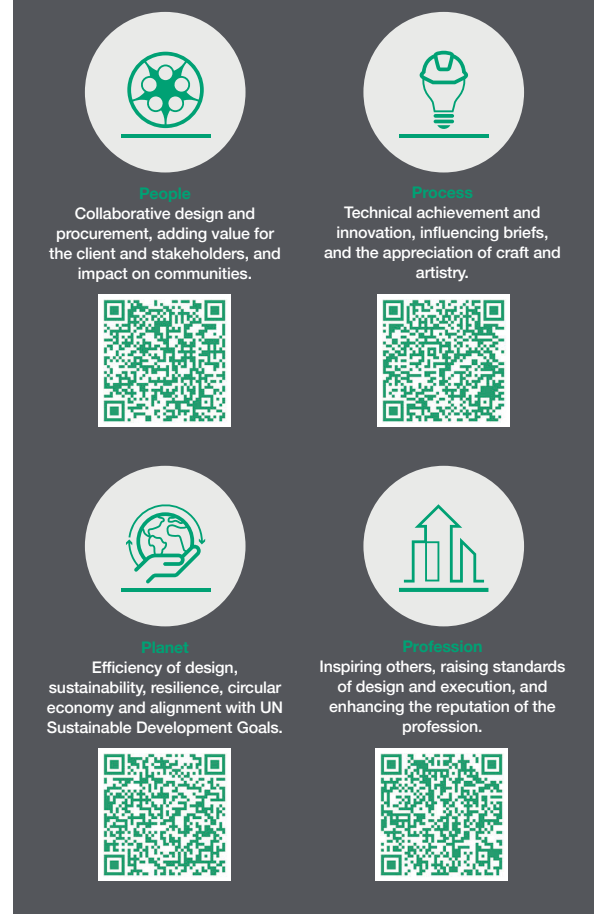 People
Collaborative design and
procurement, adding value for
the client and stakeholders, and
impact on communities.
Process
Technical achievement and
innovation, influencing briefs,
and the appreciation of craft and
artistry.
Planet
Efficiency of design,
sustainability, resilience, circular
economy and alignment with UN
Sustainable Development Goals.
Profession
Inspiring others, raising standards
of design and execution, and
enhancing the reputation of the
profession.